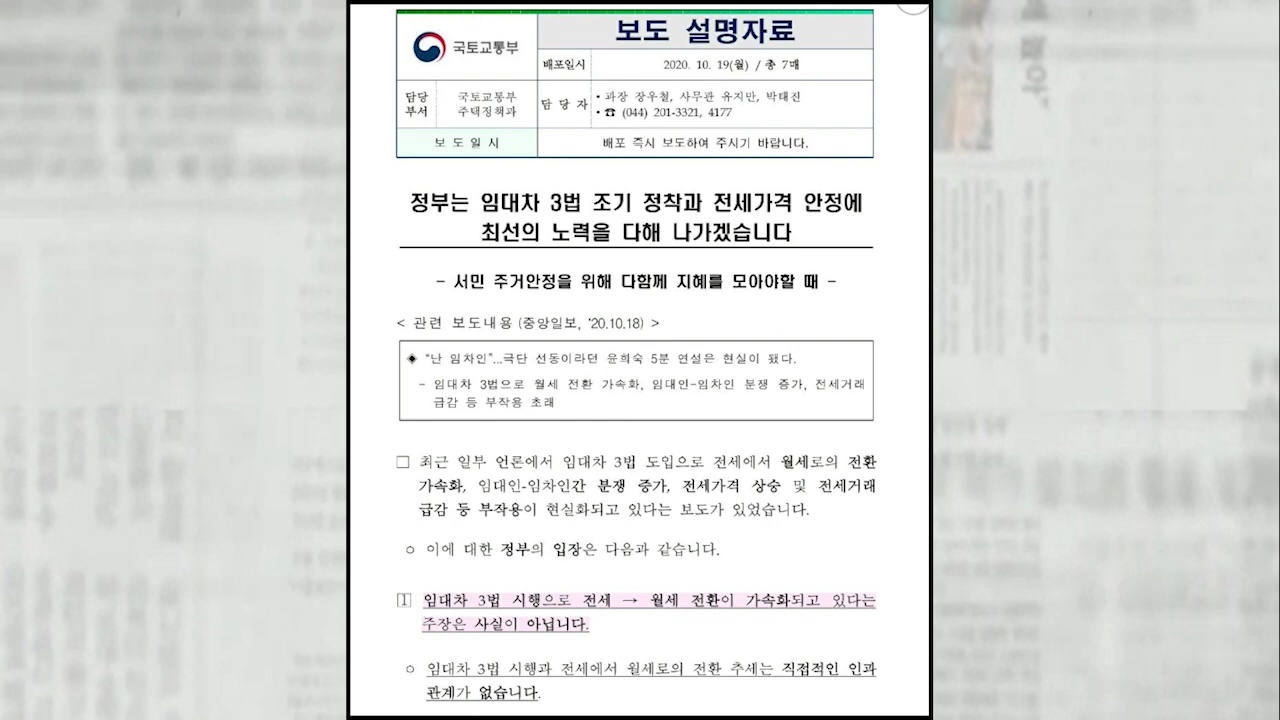 보도 설명자료
국토교통부
배포일시
2020. 10. 19(월) / 총 7매
담당
부서
국토교통부
주택정책과
담 당 자
• 과장 장우철, 사무관 유지만, 박태진
• ☎ (044) 201-3321, 4177
보 도 일 시
배포 즉시 보도하여 주시기 바랍니다.
정부는 임대차 3법 조기 정착과 전세가격 안정에
최선의 노력을 다해 나가겠습니다
- 서민 주거안정을 위해 다함께 지혜를 모아야할 때 -
< 관련 보도내용 (중앙일보, ‘20.10.18) >
◈ “난 임차인”...극단 선동이라던 윤희숙 5분 연설은 현실이 됐다.
- 임대차 3법으로 월세 전환 가속화, 임대인-임차인 분쟁 증가, 전세거래
급감 등 부작용 초래
□ 최근 일부 언론에서 임대차 3법 도입으로 전세에서 월세로의 전환
가속화, 임대인-임차인간 분쟁 증가, 전세가격 상승 및 전세거래
급감 등 부작용이 현실화되고 있다는 보도가 있었습니다.
○ 이에 대한 정부의 입장은 다음과 같습니다.
1 임대차 3법 시행으로 전세 → 월세 전환이 가속화되고 있다는
주장은 사실이 아닙니다.
○ 임대차 3법 시행과 전세에서 월세로의 전환 추세는 직접적인 인과
관계가 없습니다.